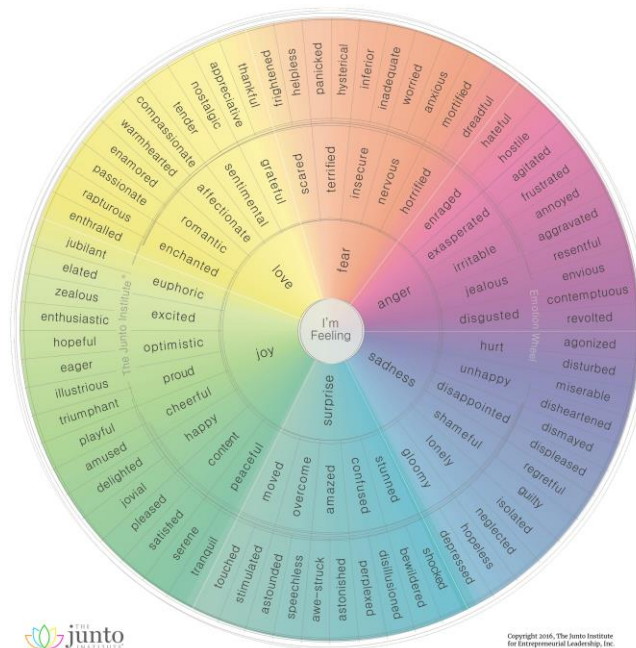 I'm
Feeling
love
fear
anger
sadness
surprise
joy
enchanted
romantic
affectionate
sentimental
grateful
scared
terrified
insecure
nervous
horrified
enraged
exasperated
irritable
jealous
disgusted
hurt
unhappy
disappointed
shameful
lonely
gloomy
stunned
confused
amazed
overcome
moved
peaceful
content
happy
cheerful
proud
optimistic
excited
euphoric
enthralled
rapturous
passionate
enamored
warmhearted
compassionate
tender
nostalgic
appreciative
thankful
frightened
helpless
panicked
hysterical
inferior
inadequate
worried
anxious
mortified
dreadful
hateful
hostile
agitated
frustrated
annoyed
aggravated
resentful
envious
contemptuous
revolted
agonized
disturbed
miserable
disheartened
dismayed
displeased
regretful
guilty
isolated
neglected
hopeless
depressed
shocked
bewildered
disillusioned
perplexed
astonished
awe-struck
speechless
astounded
stimulated
touched
tranquil
serene
satisfied
pleased
jovial
delighted
amused
playful
triumphant
illustrious
eager
hopeful
enthusiastic
zealous
elated
jubilant
The Junto Institute®
Emotion Wheel
THE
junto
INSTITUTE
Copyright 2016, The Junto Institute
for Entrepreneurial Leadership, Inc.